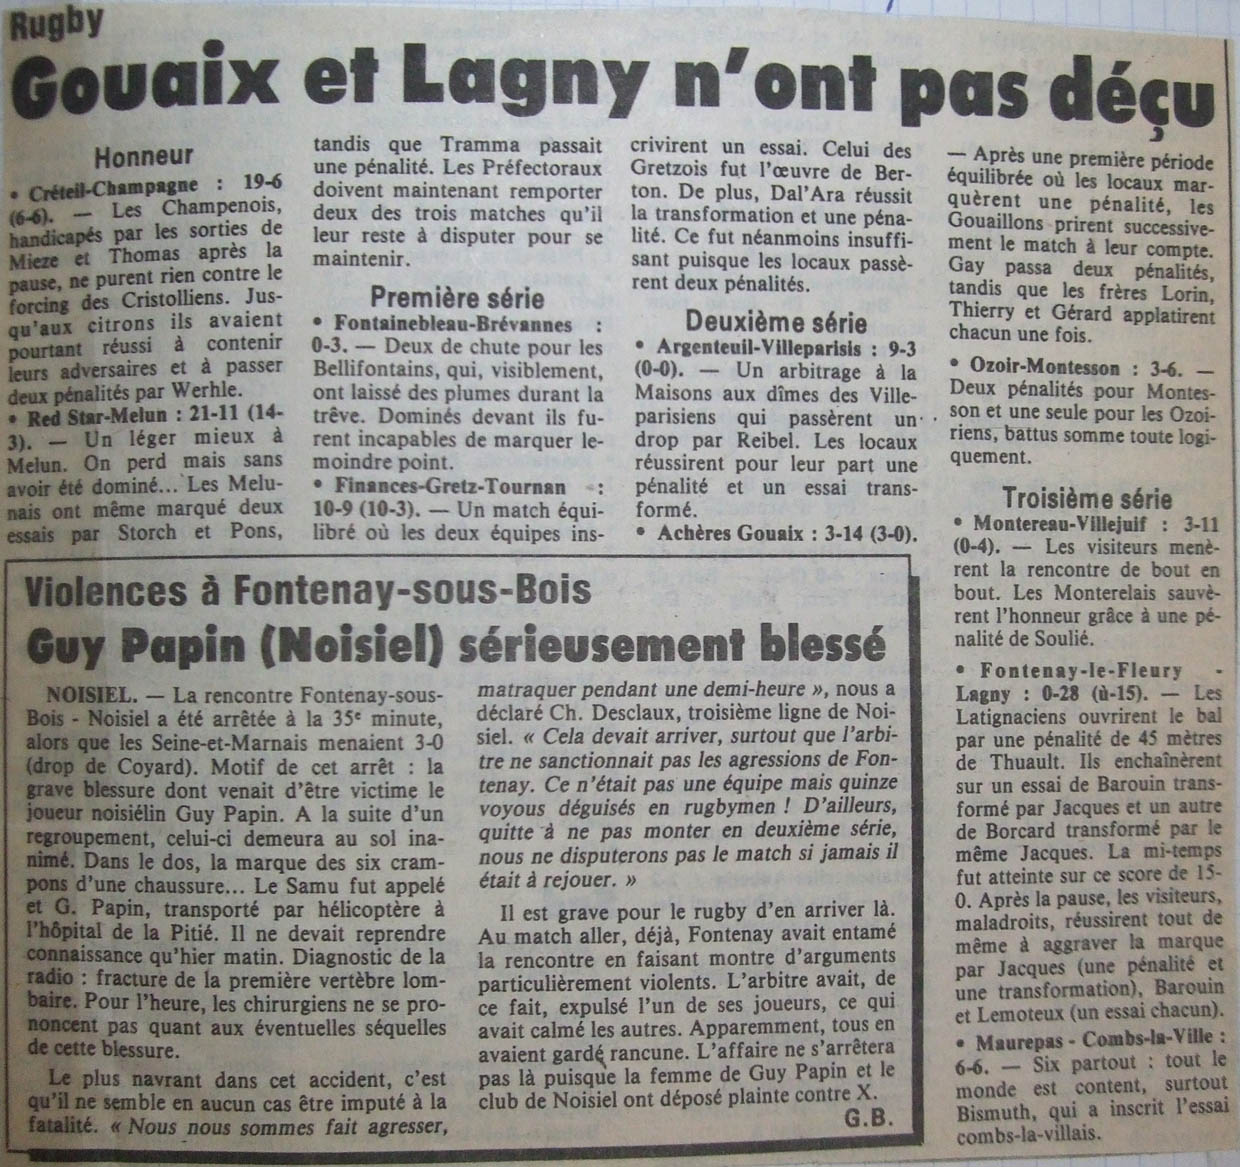 Rugby
Gouaix et Lagny n'ont pas déçu
Honneur
• Créteil-Champagne : 19-6
(6-6). — Les Champenois,
handicapés par les sorties de
Mieze et Thomas après la
pause, ne purent rien contre le
forcing des Cristolliens. Jus-
qu'aux citrons ils avaient
pourtant réussi à contenir
leurs adversaires et à passer
deux pénalités par Werhle.
• Red Star-Melun : 21-11 (14-
3). — Un léger mieux à
Melun. On perd mais sans
avoir été dominé... Les Melu-
nais ont même marqué deux
essais par Storch et Pons,
tandis que Tramma passait
une pénalité. Les Préfectoraux
doivent maintenant remporter
deux des trois matches qu'il
leur reste à disputer pour se
maintenir.
Première série
• Fontainebleau-Brévannes :
0-3. — Deux de chute pour les
Bellifontains, qui, visiblement,
ont laissé des plumes durant la
trêve. Dominés devant ils fu-
rent incapables de marquer le-
moindre point.
• Finances-Gretz-Tournan :
10-9 (10-3). — Un match équi-
libré où les deux équipes ins-
crivirent un essai. Celui des
Gretzois fut l'œuvre de Ber-
ton. De plus, Dal'Ara réussit
la transformation et une péna-
lité. Ce fut néanmoins insuffi-
sant puisque les locaux passè-
rent deux pénalités.
Deuxième série
• Argenteuil-Villeparisis : 9-3
(0-0). — Un arbitrage à la
Maisons aux dîmes des Ville-
parisiens qui passèrent un
drop par Reibel. Les locaux
réussirent pour leur part une
pénalité et un essai trans-
formé.
• Achères Gouaix : 3-14 (3-0).
— Après une première période
équilibrée où les locaux mar-
quèrent une pénalité, les
Gouaillons prirent successive-
ment le match à leur compte.
Gay passa deux pénalités,
tandis que les frères Lorin,
Thierry et Gérard applatirent
chacun une fois.
• Ozoir-Montesson : 3-6. —
Deux pénalités pour Montes-
son et une seule pour les Ozoi-
riens, battus somme toute logi-
quement.
Troisième série
• Montereau-Villejuif : 3-11
(0-4). — Les visiteurs menè-
rent la rencontre de bout en
bout. Les Monterelais sauvè-
rent l'honneur grâce à une pé-
nalité de Soulié.
• Fontenay-le-Fleury -
Lagny : 0-28 (ù-15). — Les
Latignaciens ouvrirent le bal
par une pénalité de 45 mètres
de Thuault. Ils enchaînèrent
sur un essai de Barouin trans-
formé par Jacques et un autre
de Borcard transformé par le
même Jacques. La mi-temps
fut atteinte sur ce score de 15-
0. Après la pause, les visiteurs,
maladroits, réussirent tout de
même à aggraver la marque
par Jacques (une pénalité et
une transformation), Barouin
et Lemoteux (un essai chacun).
• Maurepas - Combs-la-Ville :
6-6. — Six partout : tout le
monde est content, surtout
Bismuth, qui a inscrit l'essai
combs-la-villais.
Violences à Fontenay-sous-Bois
Guy Papin (Noisiel) sérieusement blessé
NOISIEL. — La rencontre Fontenay-sous-
Bois - Noisiel a été arrêtée à la 35e minute,
alors que les Seine-et-Marnais menaient 3-0
(drop de Coyard). Motif de cet arrêt : la
grave blessure dont venait d'être victime le
joueur noisiélin Guy Papin. A la suite d'un
regroupement, celui-ci demeura au sol ina-
nimé. Dans le dos, la marque des six cram-
pons d'une chaussure... Le Samu fut appelé
et G. Papin, transporté par hélicoptère à
l'hôpital de la Pitié. Il ne devait reprendre
connaissance qu'hier matin. Diagnostic de la
radio : fracture de la première vertèbre lom-
baire. Pour l'heure, les chirurgiens ne se pro-
noncent pas quant aux éventuelles séquelles
de cette blessure.
Le plus navrant dans cet accident, c'est
qu'il ne semble en aucun cas être imputé à la
fatalité. « Nous nous sommes fait agresser,
matraquer pendant une demi-heure », nous a
déclaré Ch. Desclaux, troisième ligne de Noi-
siel. « Cela devait arriver, surtout que l'arbi-
tre ne sanctionnait pas les agressions de Fon-
tenay. Ce n'était pas une équipe mais quinze
voyous déguisés en rugbymen ! D'ailleurs,
quitte à ne pas monter en deuxième série,
nous ne disputerons pas le match si jamais il
était à rejouer. »
Il est grave pour le rugby d'en arriver là.
Au match aller, déjà, Fontenay avait entamé
la rencontre en faisant montre d'arguments
particulièrement violents. L'arbitre avait, de
ce fait, expulsé l'un de ses joueurs, ce qui
avait calmé les autres. Apparemment, tous en
avaient gardé rancune. L'affaire ne s'arrêtera
pas là puisque la femme de Guy Papin et le
club de Noisiel ont déposé plainte contre X.
G.B.